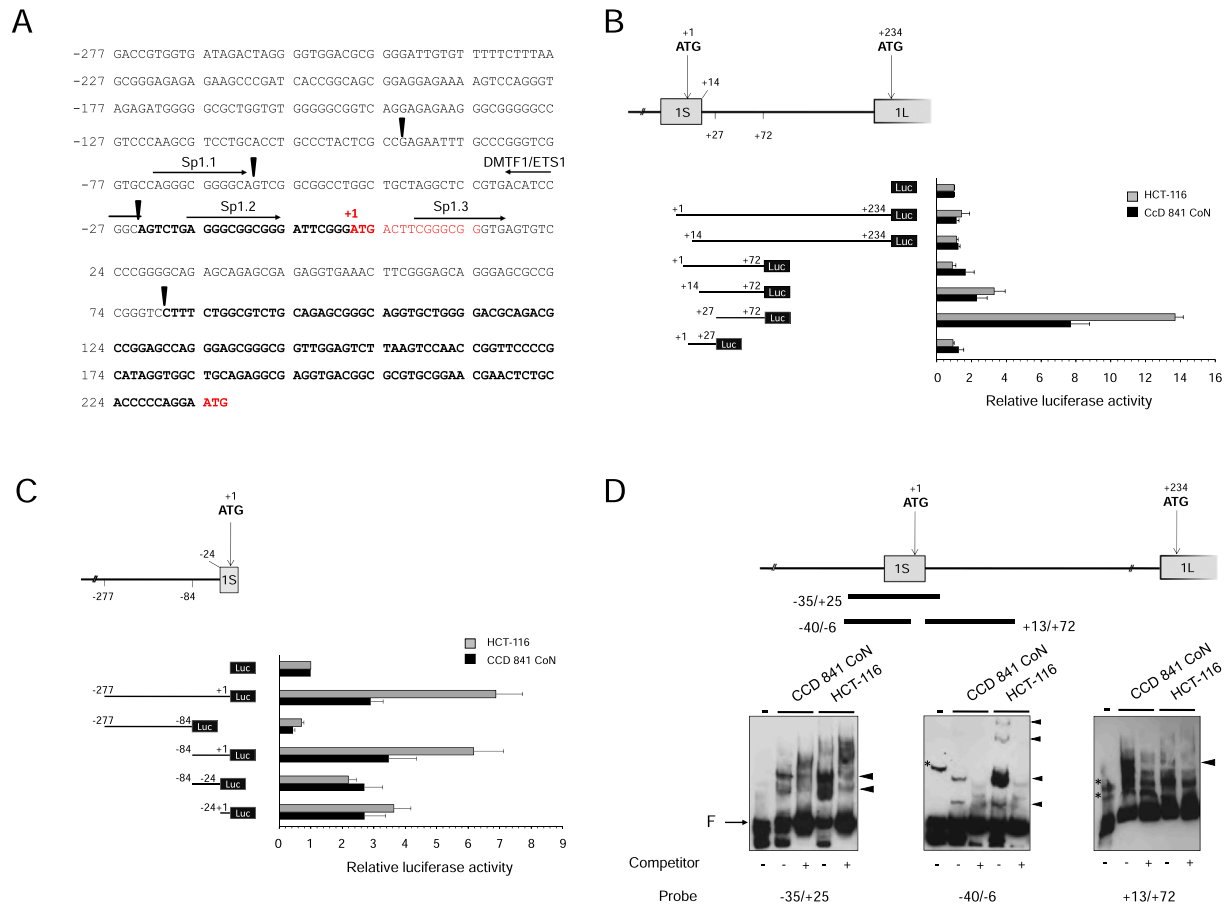 A
-277 GACCGTGGTG ATAGACTAGG GGTGGACGCG GGGATTGTGT TTTTCTTTAA
-227 GCGGGAGAGA GAAGCCCGAT CACCGGCAGC GGAGGAGAAA AGTCCAGGGT
-177 AGAGATGGGG GCGCTGGTGT GGGGGCGGTC AGGAGAGAAG GGCGGGGGCC
-127 GTCCCAAGCG TCCTGCACCT GCCCTACTCG CCGAGAATTT GCCCGGGTCG
Sp1.1 DMTF1/ETS1
-77 GTGCCAGGGC GGGGCAGTCG GCGGCCTGGC TGCTAGGCTC CGTGACATCC
Sp1.2 +1 Sp1.3
-27 GGCAGTCTGA GGGCGGCGGG ATTCGGGATG ACTTCGGGCG GGTGAGTGTC
24 CCCGGGGCAG AGCAGAGCGA GAGGTGAAAC TTCGGGAGCA GGGAGCGCCG
74 CGGGTCCTTT CTGGCGTCTG CAGAGCGGGC AGGTGCTGGG GACGCAGACG
124 CCGGAGCCAG GGAGCGGGCG GTTGGAGTCT TAAGTCCAAC CGGTTCCCCG
174 CATAGGTGGC TGCAGAGGCG AGGTGACGGC GCGTGCGGAA CGAACTCTGC
224 ACCCCCAGGA ATG
B
+1 +234
ATG ATG
+14
1S 1L
+27 +72
Luc
+1 +234 Luc
+14 +234 Luc
+1 +72 Luc
+14 +72 Luc
+27 +72 Luc
+1 +27 Luc
HCT-116
CcD 841 CoN
0 2 4 6 8 10 12 14 16
Relative luciferase activity
C
+1
ATG
-24
1S
-277 -84
HCT-116
CCD 841 CoN
Luc
-277 +1 Luc
-277 -84 Luc
-84 +1 Luc
-84 -24 Luc
-24 +1 Luc
0 1 2 3 4 5 6 7 8 9
Relative luciferase activity
D
+1 +234
ATG ATG
1S 1L
-35/+25
-40/-6 +13/+72
- CCD 841 CoN HCT-116
- CCD 841 CoN HCT-116
- CCD 841 CoN HCT-116
*
*
*
F
Competitor - - + - + - - + - + - - + - +
Probe -35/+25 -40/-6 +13/+72